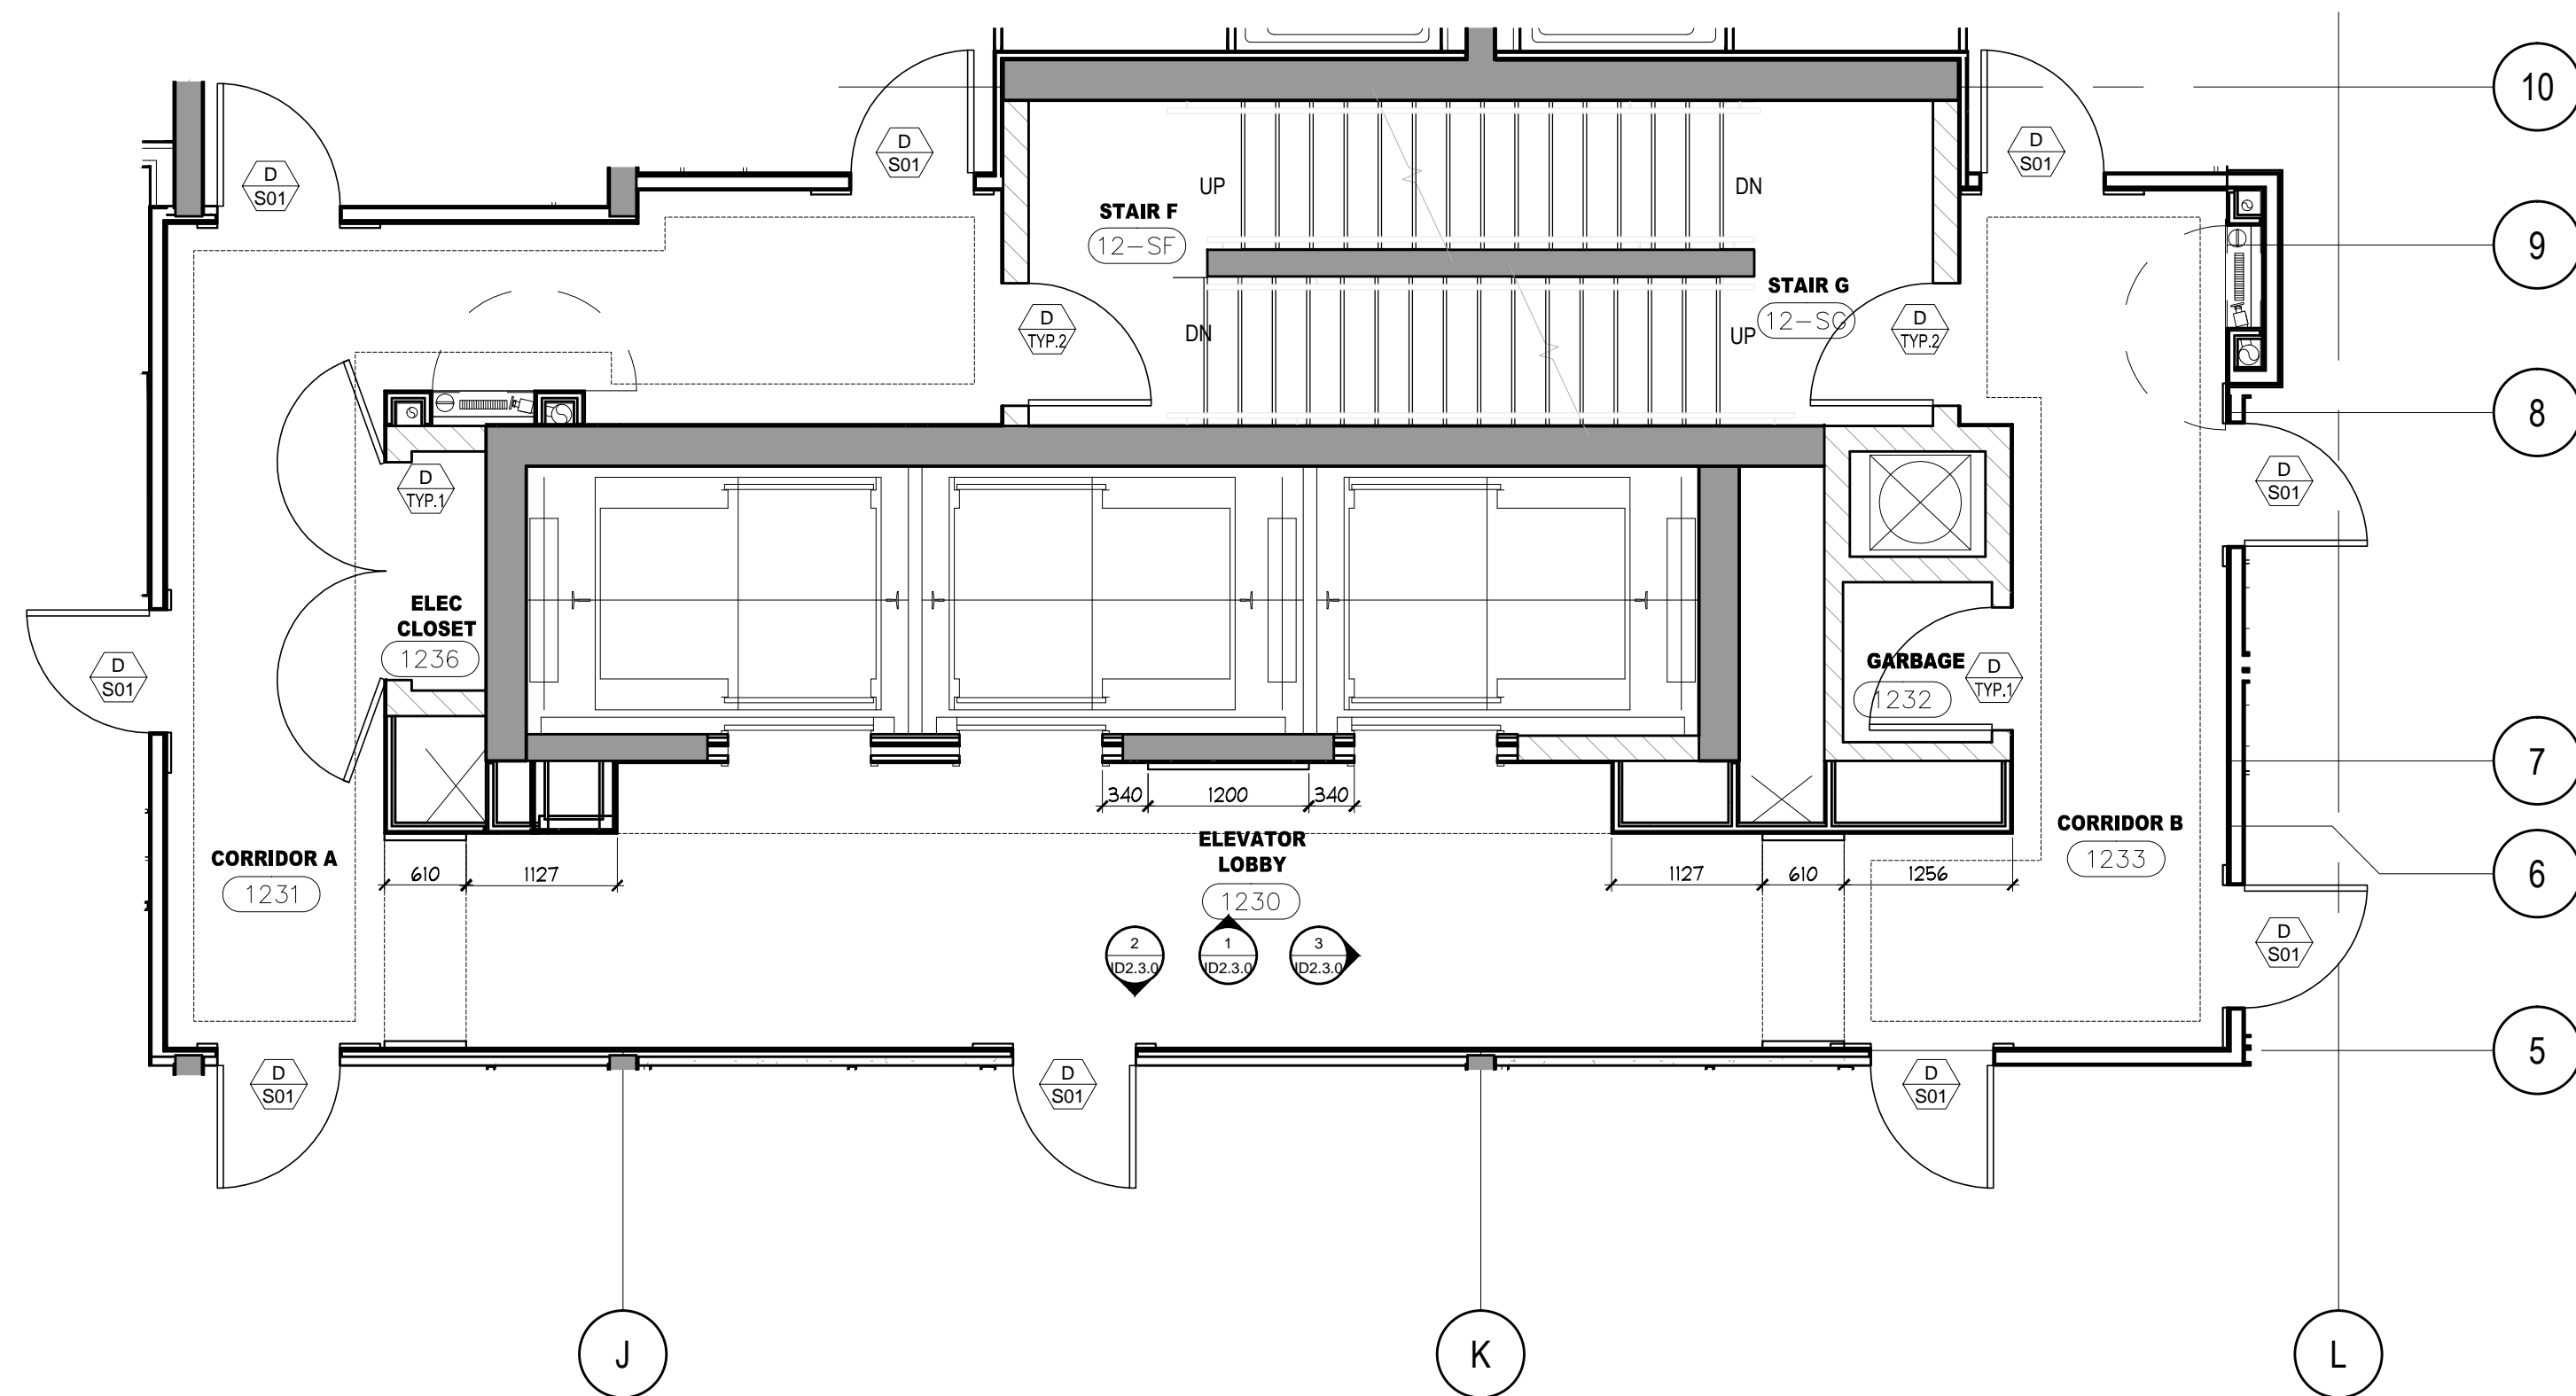 10
D
S01
D
S01
D
S01
UP
DN
STAIR F
12-SF
9
STAIR G
12-SG
D
TYP.2
DN
UP
D
TYP.2
8
D
TYP.1
D
S01
ELEC
CLOSET
1236
D
S01
GARBAGE
1232
D
TYP.1
7
340
1200
340
CORRIDOR A
1231
ELEVATOR
LOBBY
1230
CORRIDOR B
1233
610
1127
1127
610
1256
6
2
ID2.3.0
1
ID2.3.0
3
ID2.3.0
D
S01
5
D
S01
D
S01
D
S01
J
K
L